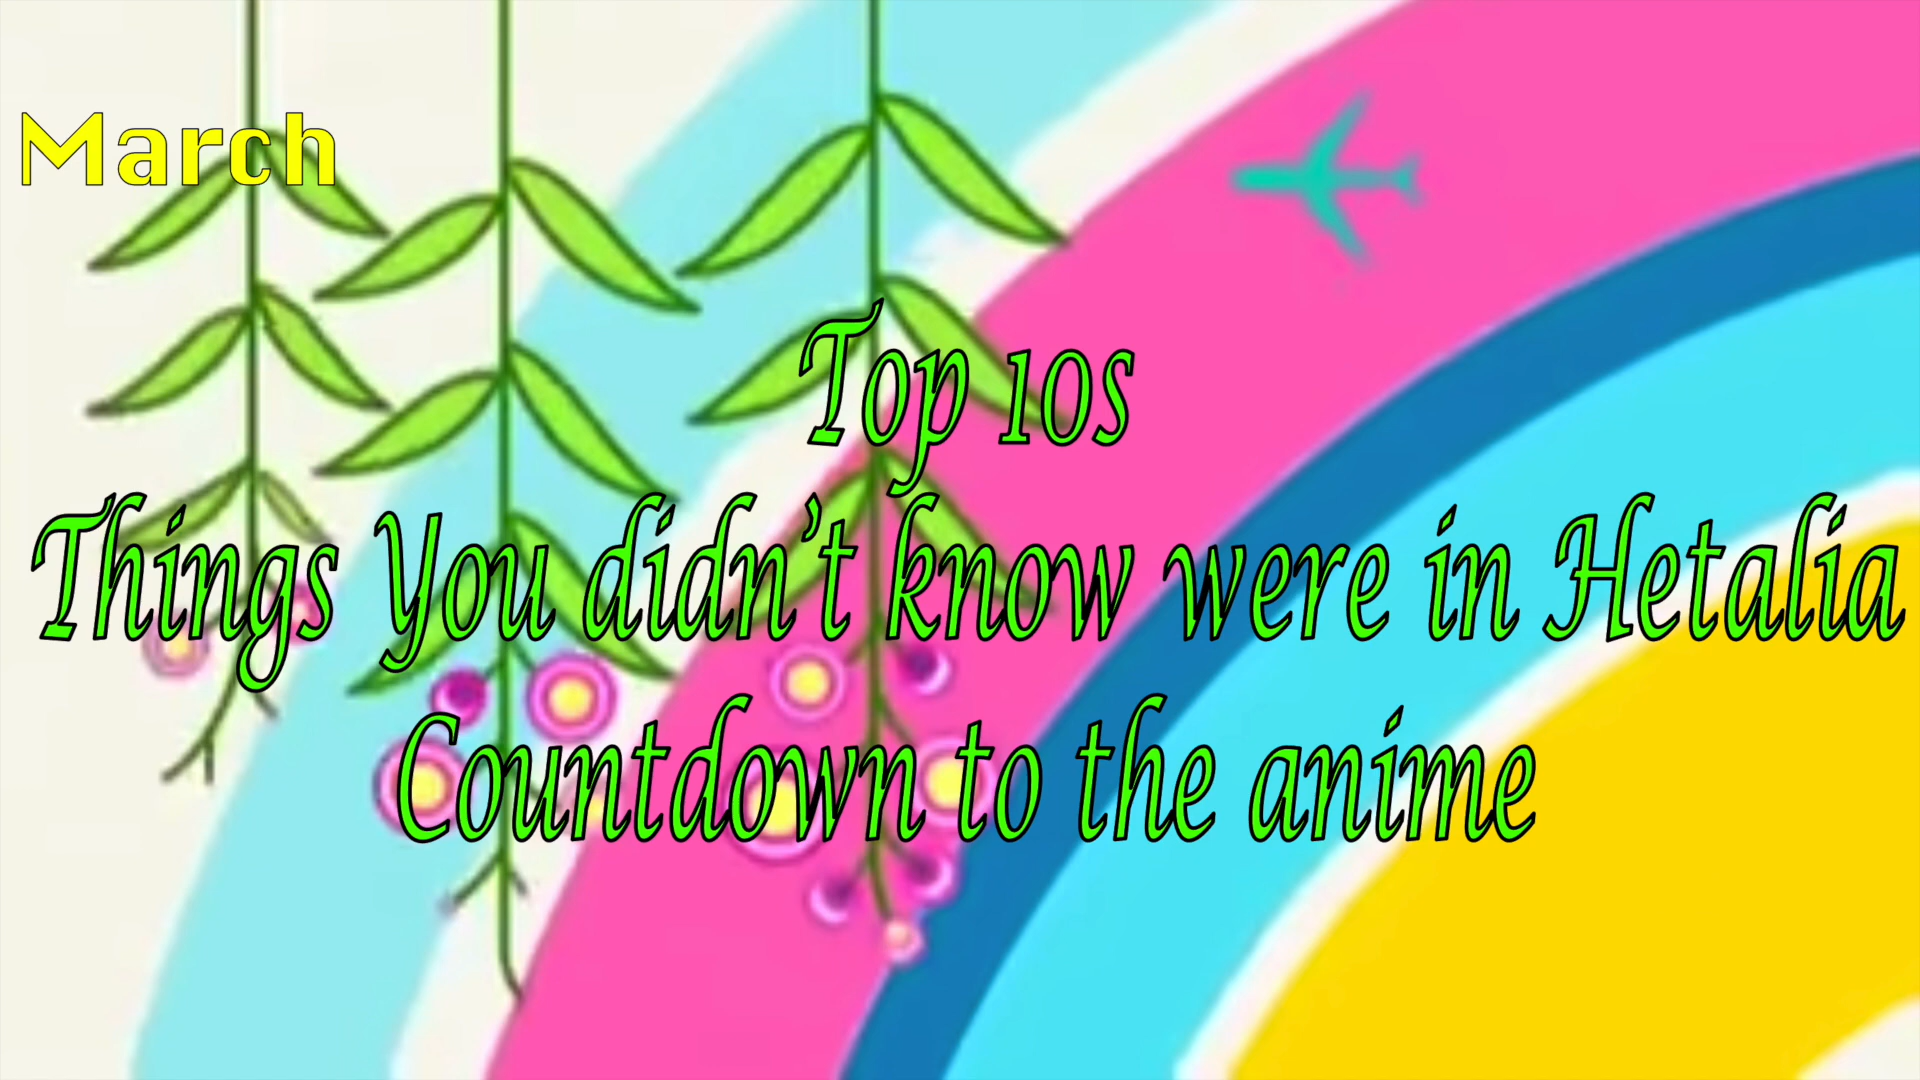 March
Top 10s
Things You didn't know were in Hetalia
Countdown to the anime